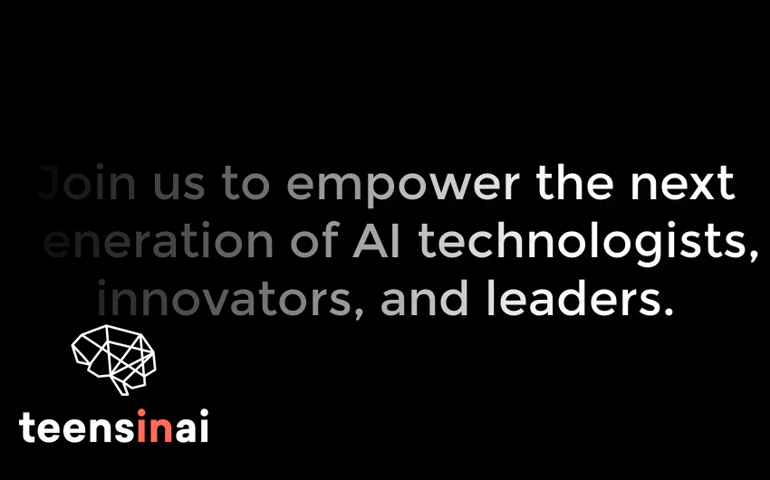 Join us to empower the next
generation of AI technologists,
innovators, and leaders.
teensinai